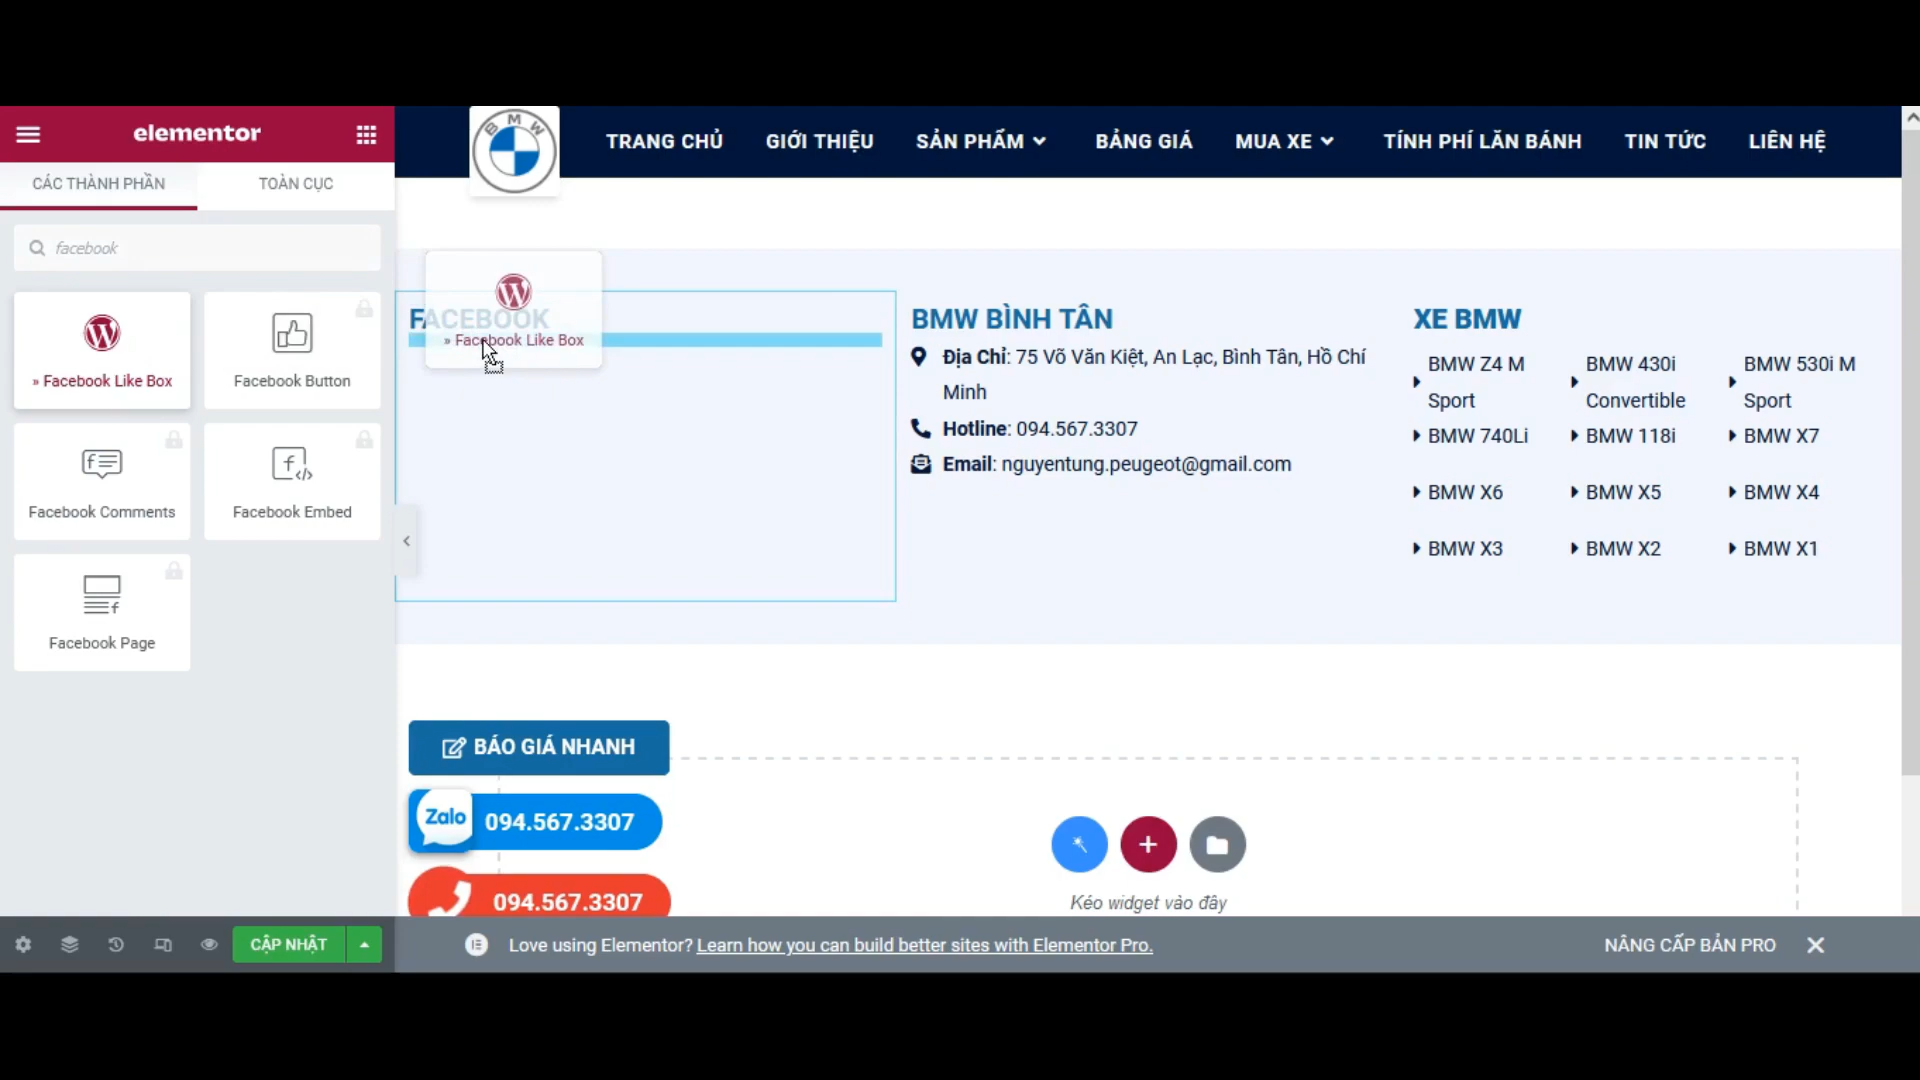 elementor
CÁC THÀNH PHẦN
TOÀN CỤC
facebook
» Facebook Like Box
Facebook Button
Facebook Comments
Facebook Embed
Facebook Page
CẬP NHẬT
BMW
TRANG CHỦ
GIỚI THIỆU
SẢN PHẨM
BẢNG GIÁ
MUA XE
TÍNH PHÍ LĂN BÁNH
TIN TỨC
LIÊN HỆ
FACEBOOK
» Facebook Like Box
BMW BÌNH TÂN
Địa Chỉ: 75 Võ Văn Kiệt, An Lạc, Bình Tân, Hồ Chí
Minh
Hotline: 094.567.3307
Email: nguyentung.peugeot@gmail.com
XE BMW
BMW Z4 M
Sport
BMW 430i
Convertible
BMW 530i M
Sport
BMW 740Li
BMW 118i
BMW X7
BMW X6
BMW X5
BMW X4
BMW X3
BMW X2
BMW X1
BÁO GIÁ NHANH
Zalo
094.567.3307
094.567.3307
Kéo widget vào đây
Love using Elementor? Learn how you can build better sites with Elementor Pro.
NÂNG CẤP BẢN PRO